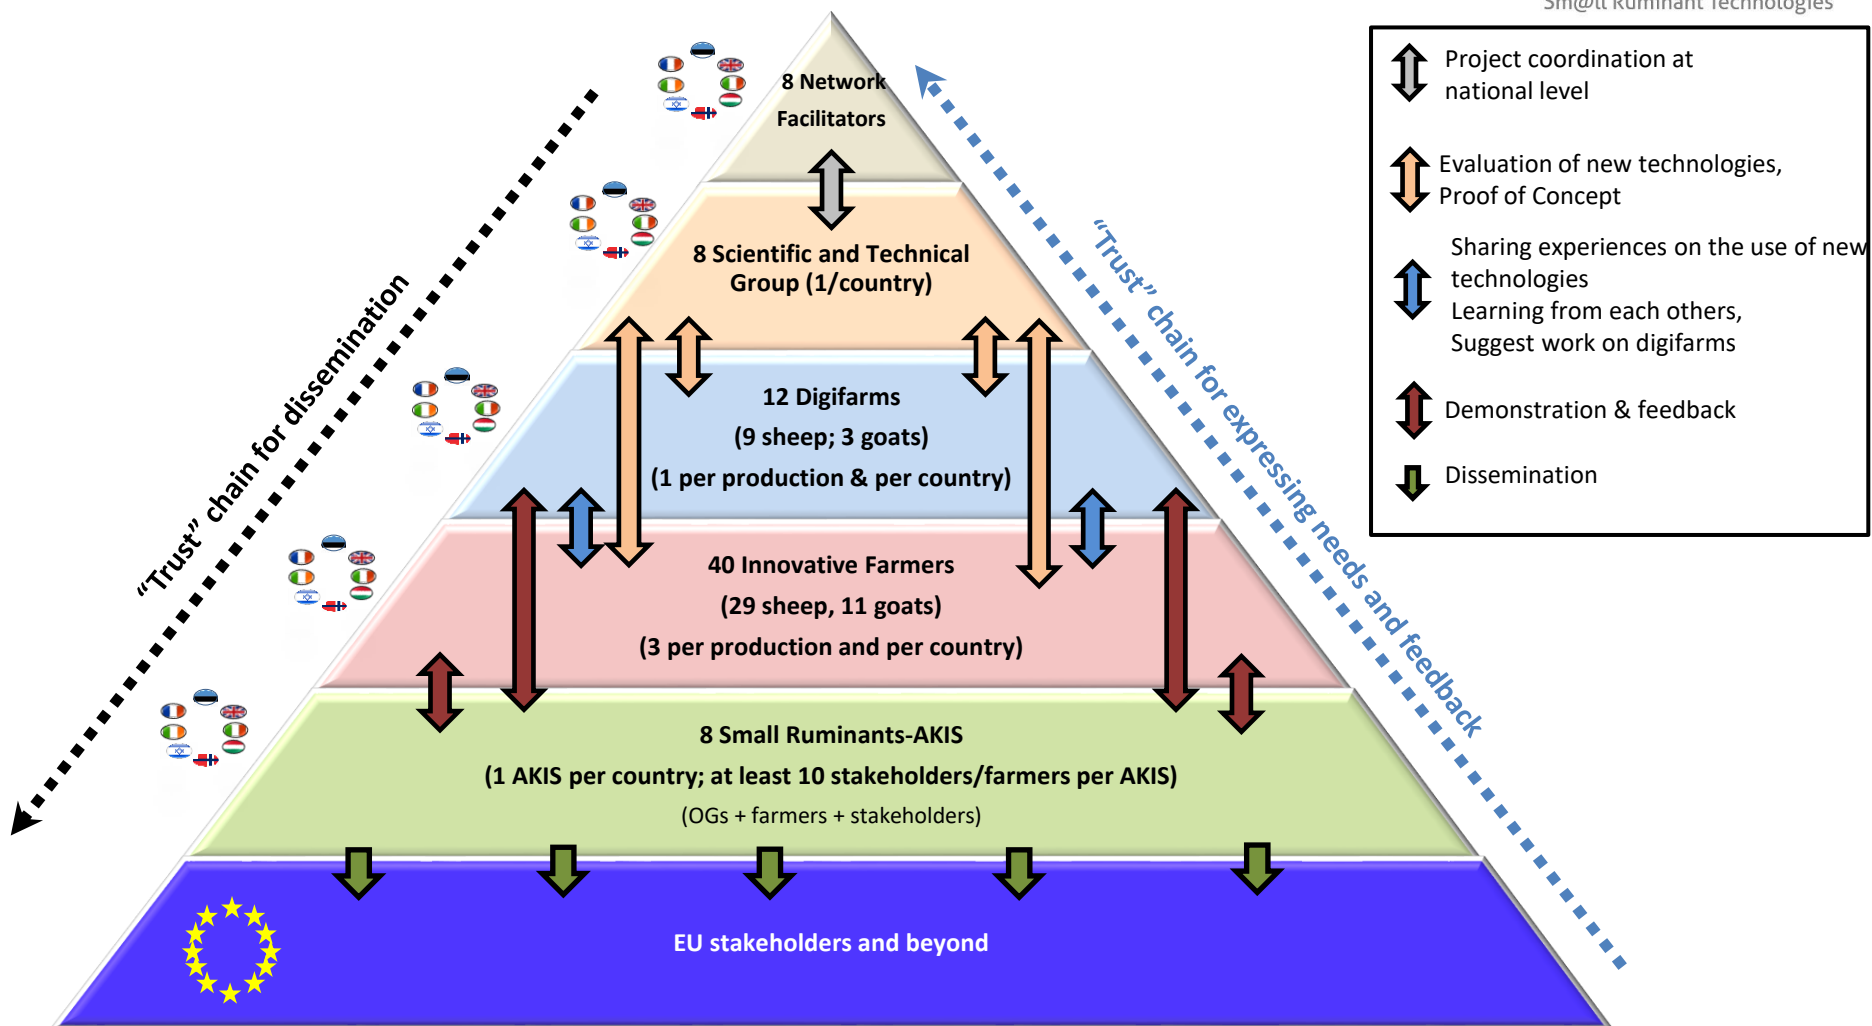 Sm@ll Ruminant Technologies
8 Network
Facilitators
8 Scientific and Technical
Group (1/country)
12 Digifarms
(9 sheep; 3 goats)
(1 per production & per country)
40 Innovative Farmers
(29 sheep, 11 goats)
(3 per production and per country)
8 Small Ruminants-AKIS
(1 AKIS per country; at least 10 stakeholders/farmers per AKIS)
(OGs + farmers + stakeholders)
EU stakeholders and beyond
“Trust” chain for dissemination
“Trust” chain for expressing needs and feedback
Project coordination at
national level
Evaluation of new technologies,
Proof of Concept
Sharing experiences on the use of new
technologies
Learning from each others,
Suggest work on digifarms
Demonstration & feedback
Dissemination